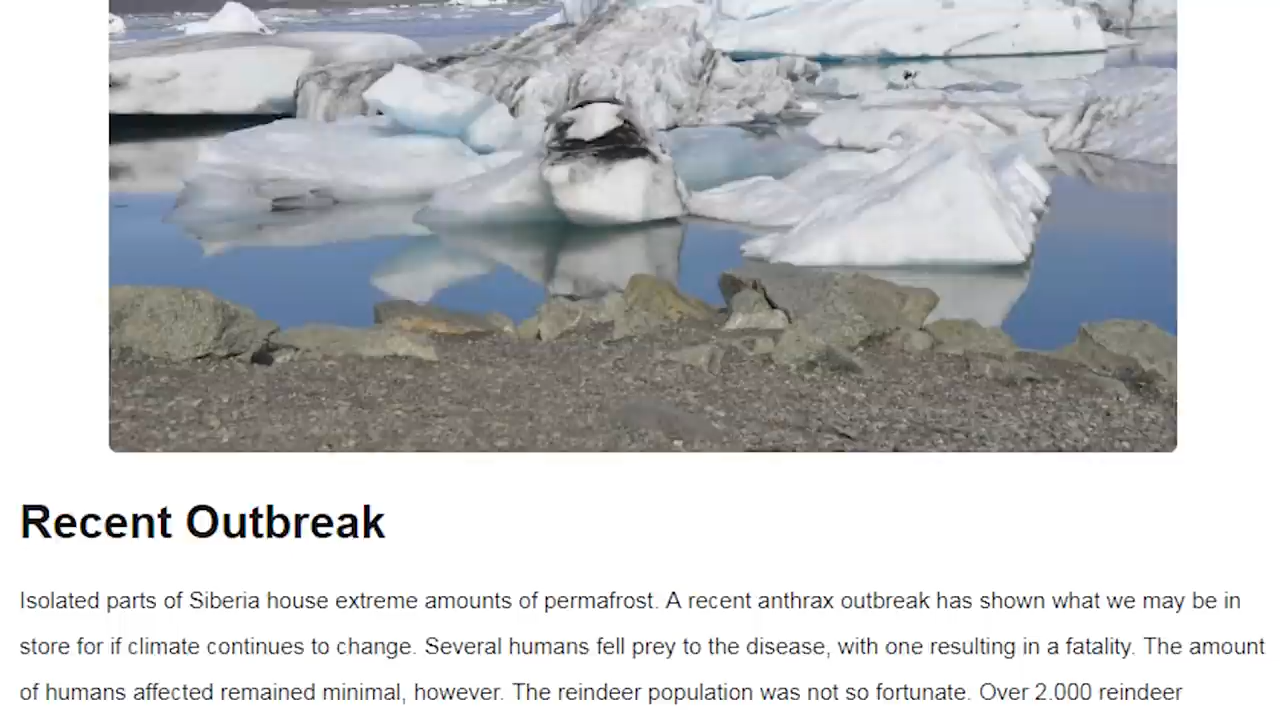 Recent Outbreak
Isolated parts of Siberia house extreme amounts of permafrost. A recent anthrax outbreak has shown what we may be in
store for if climate continues to change. Several humans fell prey to the disease, with one resulting in a fatality. The amount
of humans affected remained minimal, however. The reindeer population was not so fortunate. Over 2.000 reindeer